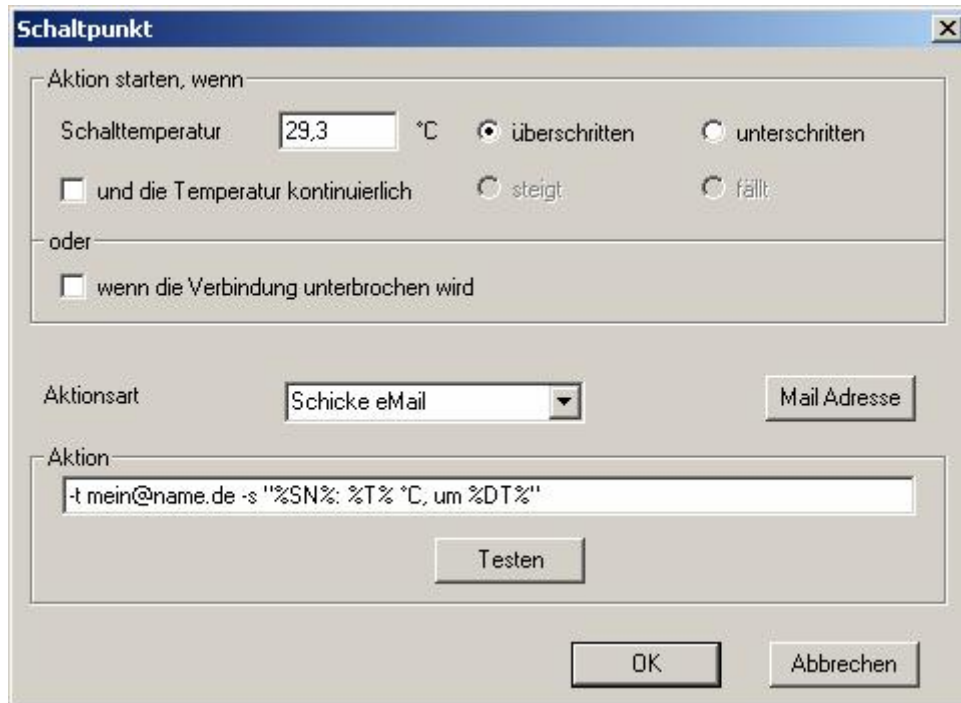 Schaltpunkt
Aktion starten, wenn
Schalttemperatur 29,3 °C überschritten unterschritten
und die Temperatur kontinuierlich steigt fällt
oder
wenn die Verbindung unterbrochen wird
Aktionsart Schicke eMail Mail Adresse
Aktion
-t mein@name.de -s "%SN%: %T% °C, um %DT%"
Testen
OK Abbrechen